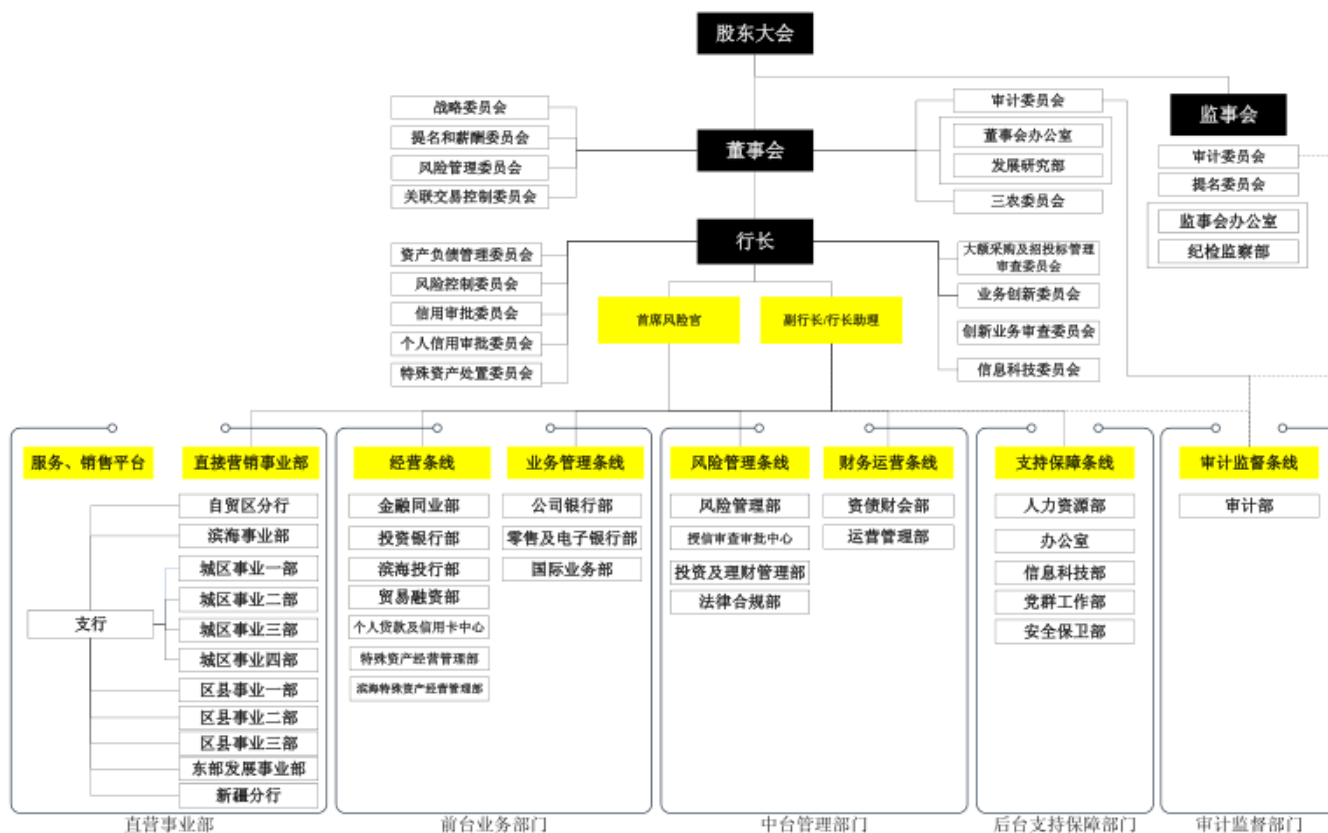 股东大会
监事会
审计委员会
提名委员会
监事会办公室
纪检监察部
董事会
战略委员会
提名和薪酬委员会
风险管理委员会
关联交易控制委员会
审计委员会
董事会办公室
发展研究部
三农委员会
行长
资产负债管理委员会
风险控制委员会
信用审批委员会
个人信用审批委员会
特殊资产处置委员会
大额采购及招投标管理
审查委员会
业务创新委员会
创新业务审查委员会
信息科技委员会
首席风险官
副行长/行长助理
服务、销售平台
支行
直接营销事业部
自贸区分行
滨海事业部
城区事业一部
城区事业二部
城区事业三部
城区事业四部
区县事业一部
区县事业二部
区县事业三部
东部发展事业部
新疆分行
直营事业部
经营条线
金融同业部
投资银行部
滨海投行部
贸易融资部
个人贷款及信用卡中心
特殊资产经营管理部
滨海特殊资产经营管理部
业务管理条线
公司银行部
零售及电子银行部
国际业务部
前台业务部门
风险管理条线
风险管理部
授信审查审批中心
投资及理财管理部
法律合规部
财务运营条线
资债财会部
运营管理部
中台管理部门
支持保障条线
人力资源部
办公室
信息科技部
党群工作部
安全保卫部
后台支持保障部门
审计监督条线
审计部
审计监督部门